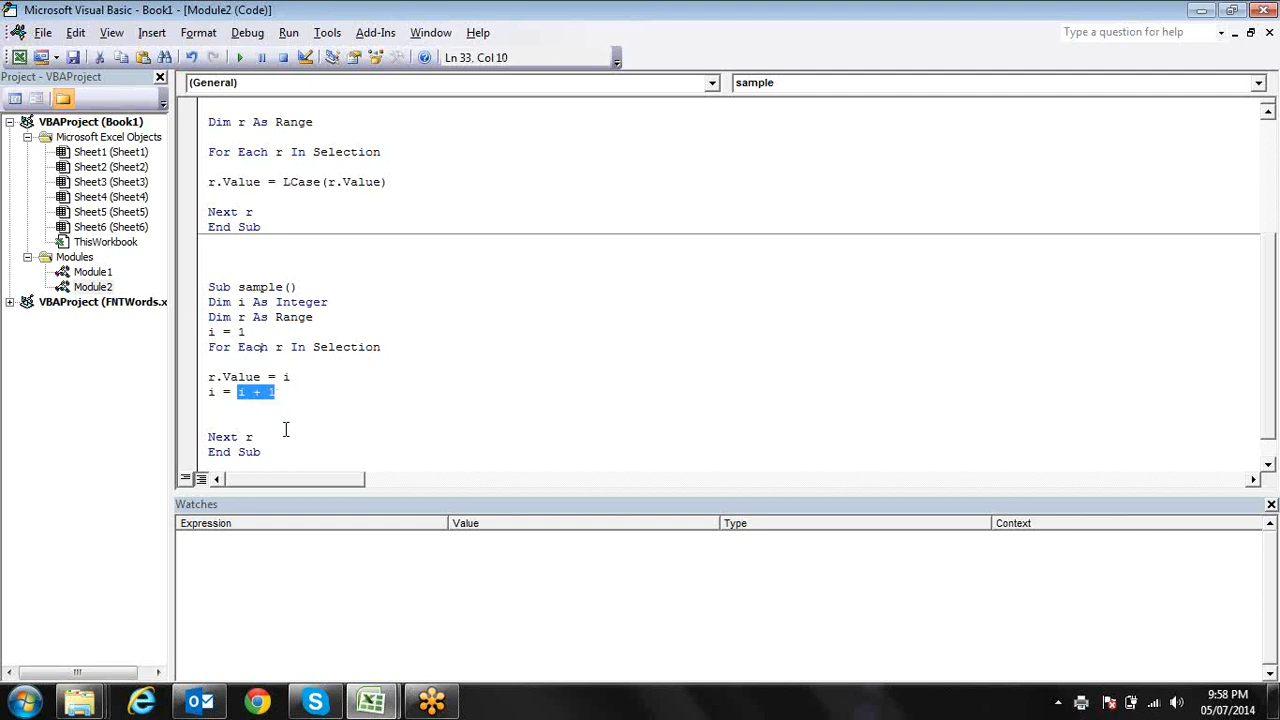 Microsoft Visual Basic - Book1 - [Module2 (Code)]
File Edit View Insert Format Debug Run Tools Add-Ins Window Help
Type a question for help
Ln 33, Col 10
Project - VBAProject
(General)
sample
VBAProject (Book1)
Microsoft Excel Objects
Sheet1 (Sheet1)
Sheet2 (Sheet2)
Sheet3 (Sheet3)
Sheet4 (Sheet4)
Sheet5 (Sheet5)
Sheet6 (Sheet6)
ThisWorkbook
Modules
Module1
Module2
VBAProject (FNTWords.x
Dim r As Range
For Each r In Selection
r.Value = LCase(r.Value)
Next r
End Sub
Sub sample()
Dim i As Integer
Dim r As Range
i = 1
For Each r In Selection
r.Value = i
i = i + 1
Next r
End Sub
Watches
Expression Value Type Context
9:58 PM
05/07/2014